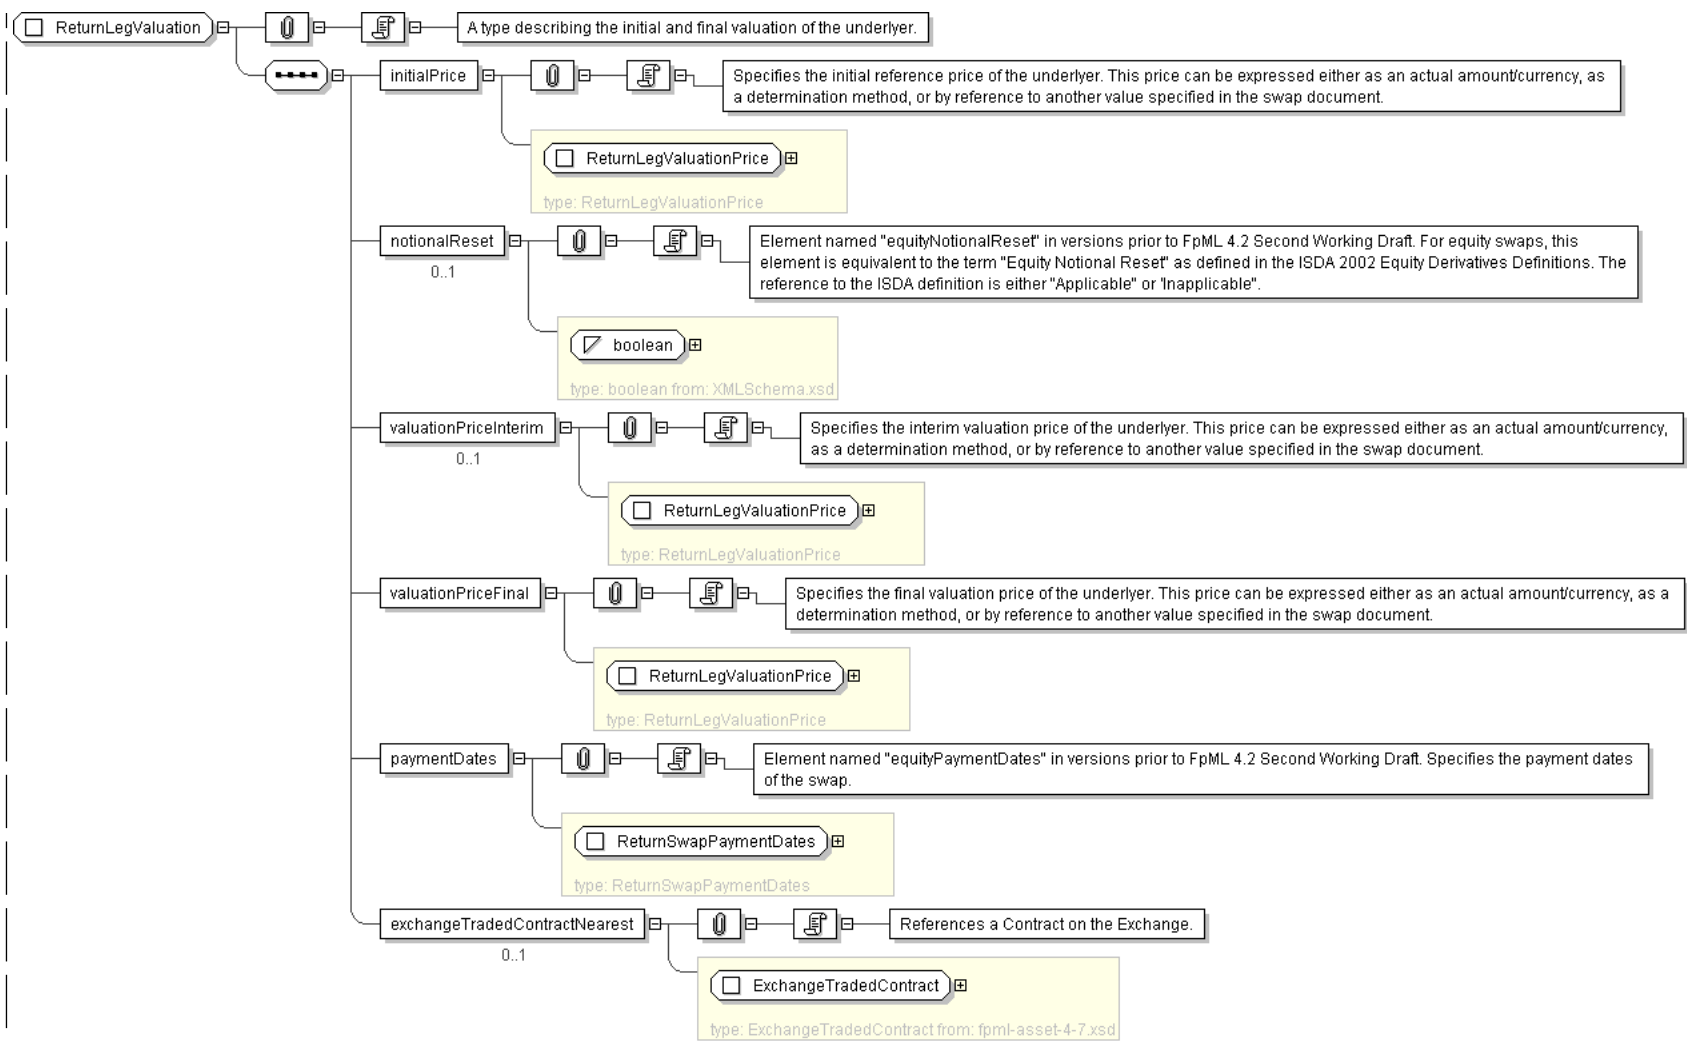 ReturnLegValuation
A type describing the initial and final valuation of the underlyer.
initialPrice
Specifies the initial reference price of the underlyer. This price can be expressed either as an actual amount/currency, as
a determination method, or by reference to another value specified in the swap document.
ReturnLegValuationPrice
type: ReturnLegValuationPrice
notionalReset
0..1
Element named "equityNotionalReset" in versions prior to FpML 4.2 Second Working Draft. For equity swaps, this
element is equivalent to the term "Equity Notional Reset" as defined in the ISDA 2002 Equity Derivatives Definitions. The
reference to the ISDA definition is either "Applicable" or 'Inapplicable".
boolean
type: boolean from: XMLSchema.xsd
valuationPriceInterim
0..1
Specifies the interim valuation price of the underlyer. This price can be expressed either as an actual amount/currency,
as a determination method, or by reference to another value specified in the swap document.
ReturnLegValuationPrice
type: ReturnLegValuationPrice
valuationPriceFinal
Specifies the final valuation price of the underlyer. This price can be expressed either as an actual amount/currency, as a
determination method, or by reference to another value specified in the swap document.
ReturnLegValuationPrice
type: ReturnLegValuationPrice
paymentDates
Element named "equityPaymentDates" in versions prior to FpML 4.2 Second Working Draft. Specifies the payment dates
of the swap.
ReturnSwapPaymentDates
type: ReturnSwapPaymentDates
exchangeTradedContractNearest
0..1
References a Contract on the Exchange.
ExchangeTradedContract
type: ExchangeTradedContract from: fpml-asset-4-7.xsd